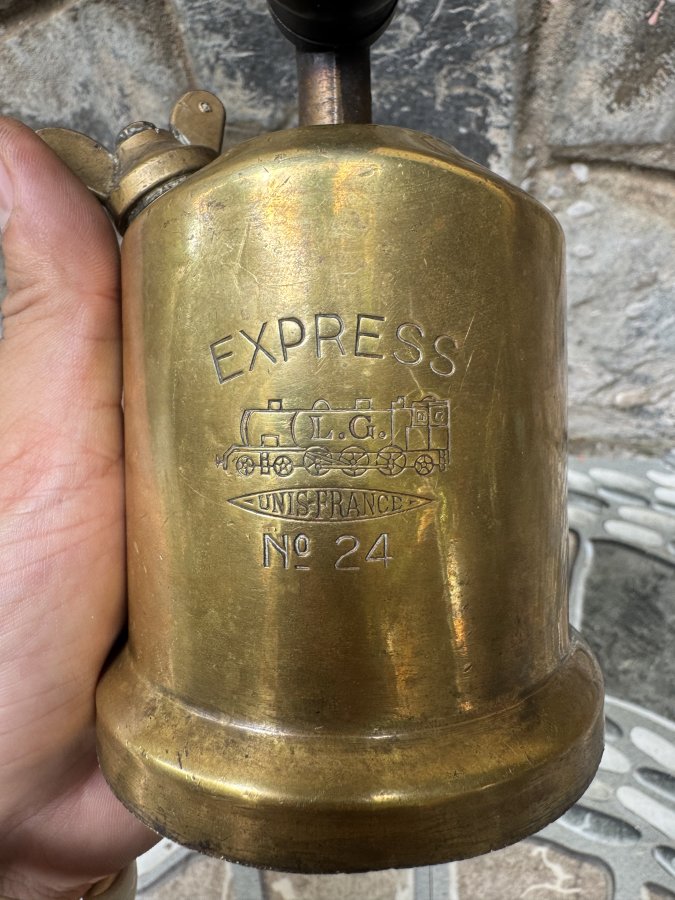 EXPRESS
L.G.
UNIS-FRANCE
Nº 24